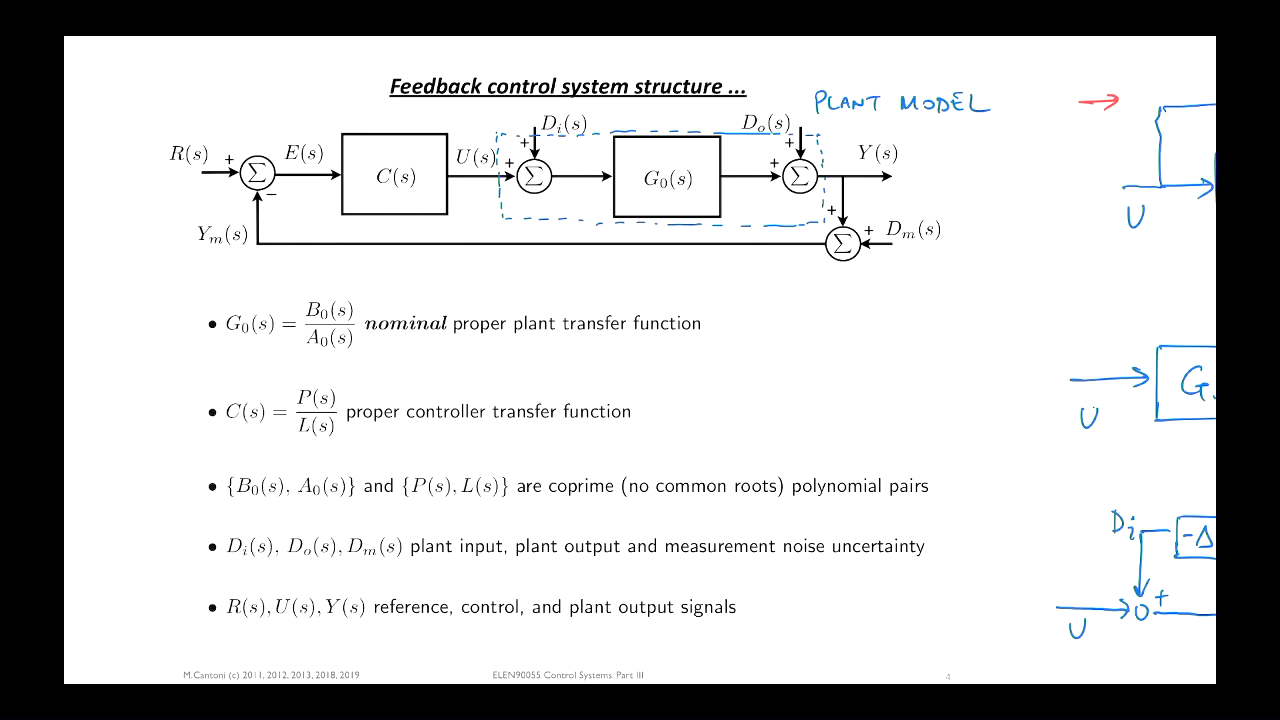 Feedback control system structure ...
PLANT MODEL
D_i(s) D_o(s)
R(s) + E(s) C(s) U(s) + + Σ G_0(s) + + Σ Y(s)
Σ −
Y_m(s) + Σ + D_m(s)
U
• G_0(s) = B_0(s)/A_0(s) nominal proper plant transfer function
G
U
• C(s) = P(s)/L(s) proper controller transfer function
• {B_0(s), A_0(s)} and {P(s), L(s)} are coprime (no common roots) polynomial pairs
D_i -Δ
• D_i(s), D_o(s), D_m(s) plant input, plant output and measurement noise uncertainty
+
• R(s), U(s), Y(s) reference, control, and plant output signals
U
M.Cantoni (c) 2011, 2012, 2013, 2018, 2019 ELEN90055 Control Systems: Part III 4